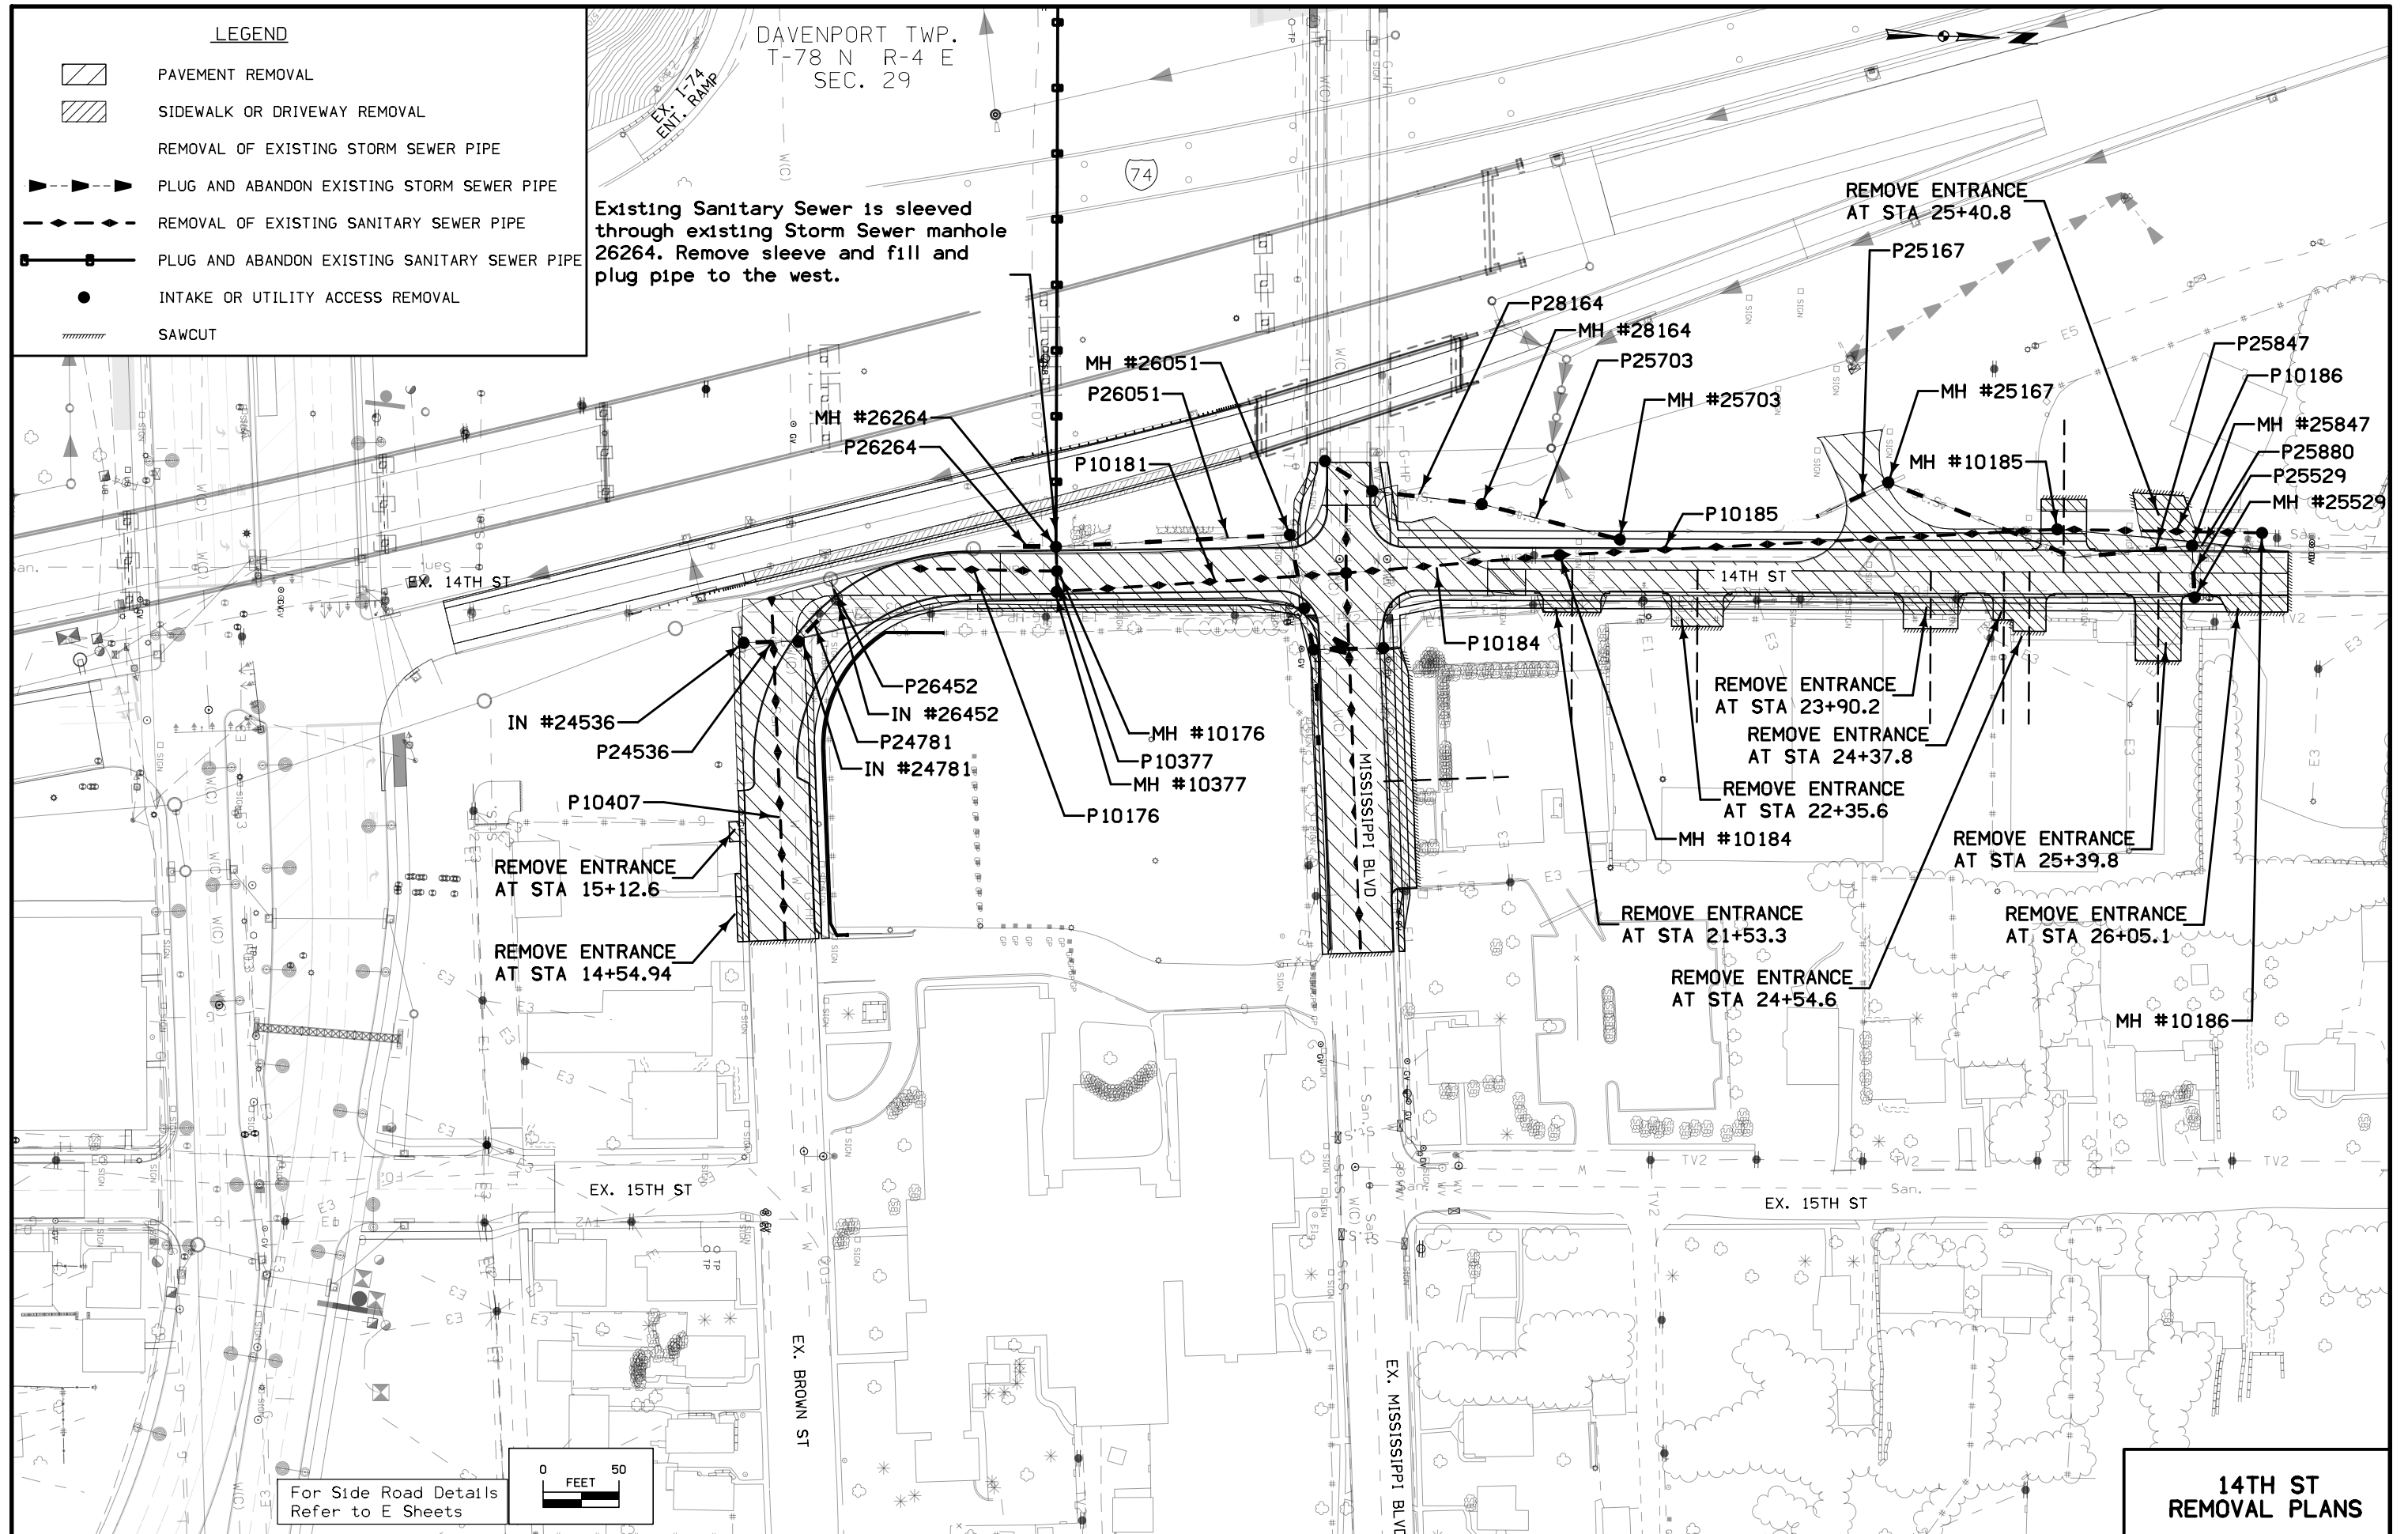 LEGEND
PAVEMENT REMOVAL
SIDEWALK OR DRIVEWAY REMOVAL
REMOVAL OF EXISTING STORM SEWER PIPE
PLUG AND ABANDON EXISTING STORM SEWER PIPE
REMOVAL OF EXISTING SANITARY SEWER PIPE
PLUG AND ABANDON EXISTING SANITARY SEWER PIPE
INTAKE OR UTILITY ACCESS REMOVAL
SAWCUT
DAVENPORT TWP.
T-78 N R-4 E
SEC. 29
EX. I-74
ENT. RAMP
74
Existing Sanitary Sewer is sleeved
through existing Storm Sewer manhole
26264. Remove sleeve and fill and
plug pipe to the west.
REMOVE ENTRANCE
AT STA 25+40.8
P25167
P28164
MH #28164
P25703
MH #25703
MH #26051
P26051
MH #26264
P26264
P10181
P10185
MH #25167
MH #10185
P25847
P10186
MH #25847
P25880
P25529
MH #25529
EX. 14TH ST
14TH ST
P10184
P26452
IN #26452
P24781
IN #24781
IN #24536
P24536
P10407
MH #10176
P10377
MH #10377
P10176
REMOVE ENTRANCE
AT STA 23+90.2
REMOVE ENTRANCE
AT STA 24+37.8
REMOVE ENTRANCE
AT STA 22+35.6
MH #10184
REMOVE ENTRANCE
AT STA 25+39.8
REMOVE ENTRANCE
AT STA 15+12.6
REMOVE ENTRANCE
AT STA 14+54.94
REMOVE ENTRANCE
AT STA 21+53.3
REMOVE ENTRANCE
AT STA 26+05.1
REMOVE ENTRANCE
AT STA 24+54.6
MH #10186
MISSISSIPPI BLVD
EX. 15TH ST
EX. 15TH ST
EX. BROWN ST
EX. MISSISSIPPI BLVD
For Side Road Details
Refer to E Sheets
0 50
FEET
14TH ST
REMOVAL PLANS